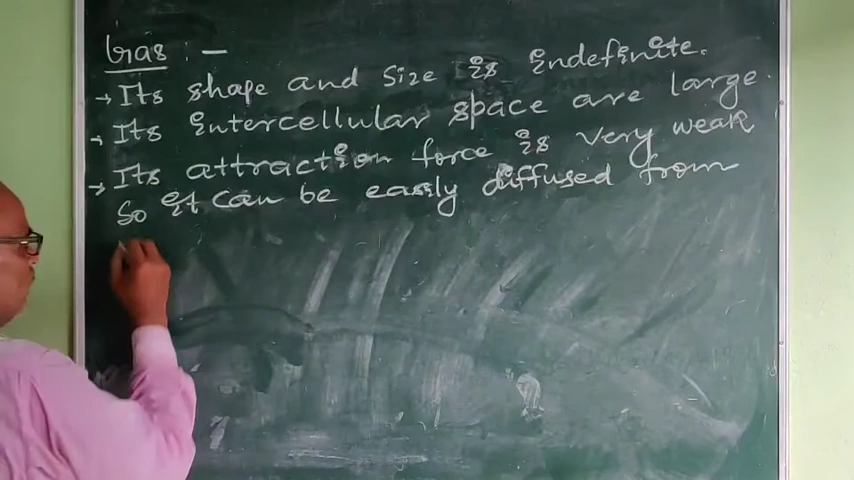 Gas : -
→ Its shape and size is indefinite.
→ Its intercellular space are large.
→ Its attraction force is very weak
So it can be easily diffused from